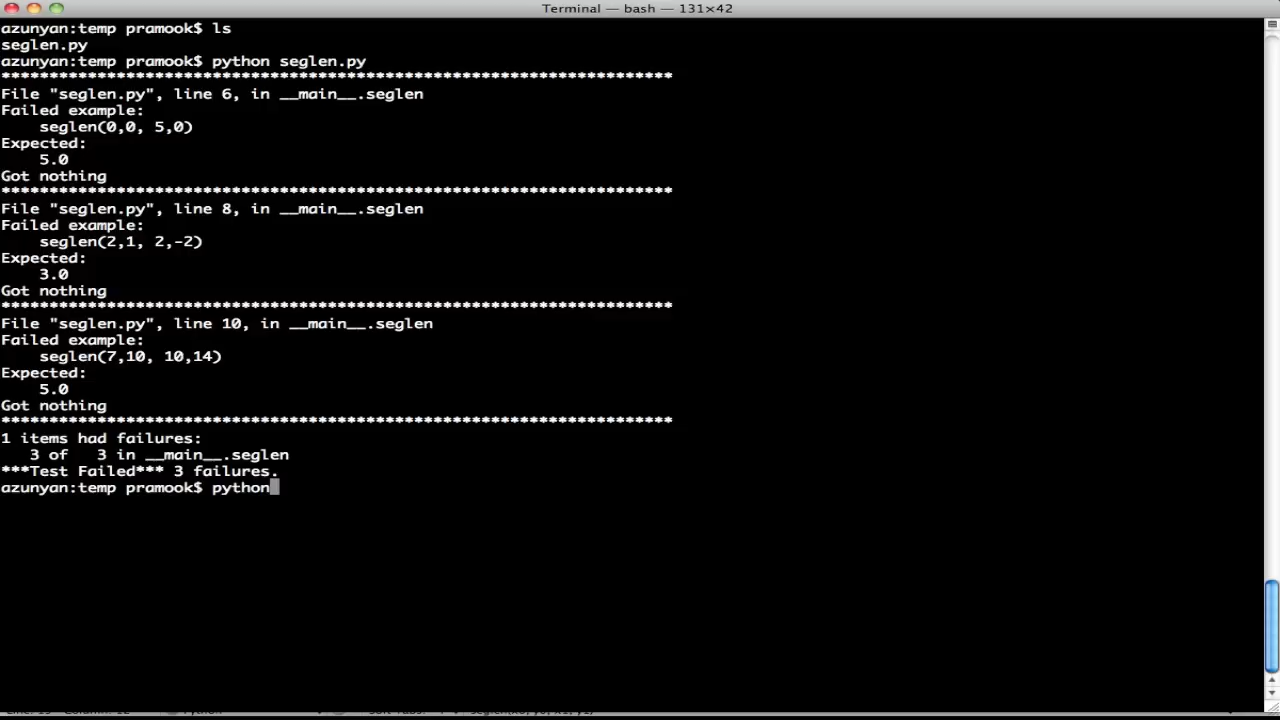 Terminal — bash — 131×42
azunyan:temp pramook$ ls
seglen.py
azunyan:temp pramook$ python seglen.py
**********************************************************************
File "seglen.py", line 6, in __main__.seglen
Failed example:
    seglen(0,0, 5,0)
Expected:
    5.0
Got nothing
**********************************************************************
File "seglen.py", line 8, in __main__.seglen
Failed example:
    seglen(2,1, 2,-2)
Expected:
    3.0
Got nothing
**********************************************************************
File "seglen.py", line 10, in __main__.seglen
Failed example:
    seglen(7,10, 10,14)
Expected:
    5.0
Got nothing
**********************************************************************
1 items had failures:
   3 of   3 in __main__.seglen
***Test Failed*** 3 failures.
azunyan:temp pramook$ python